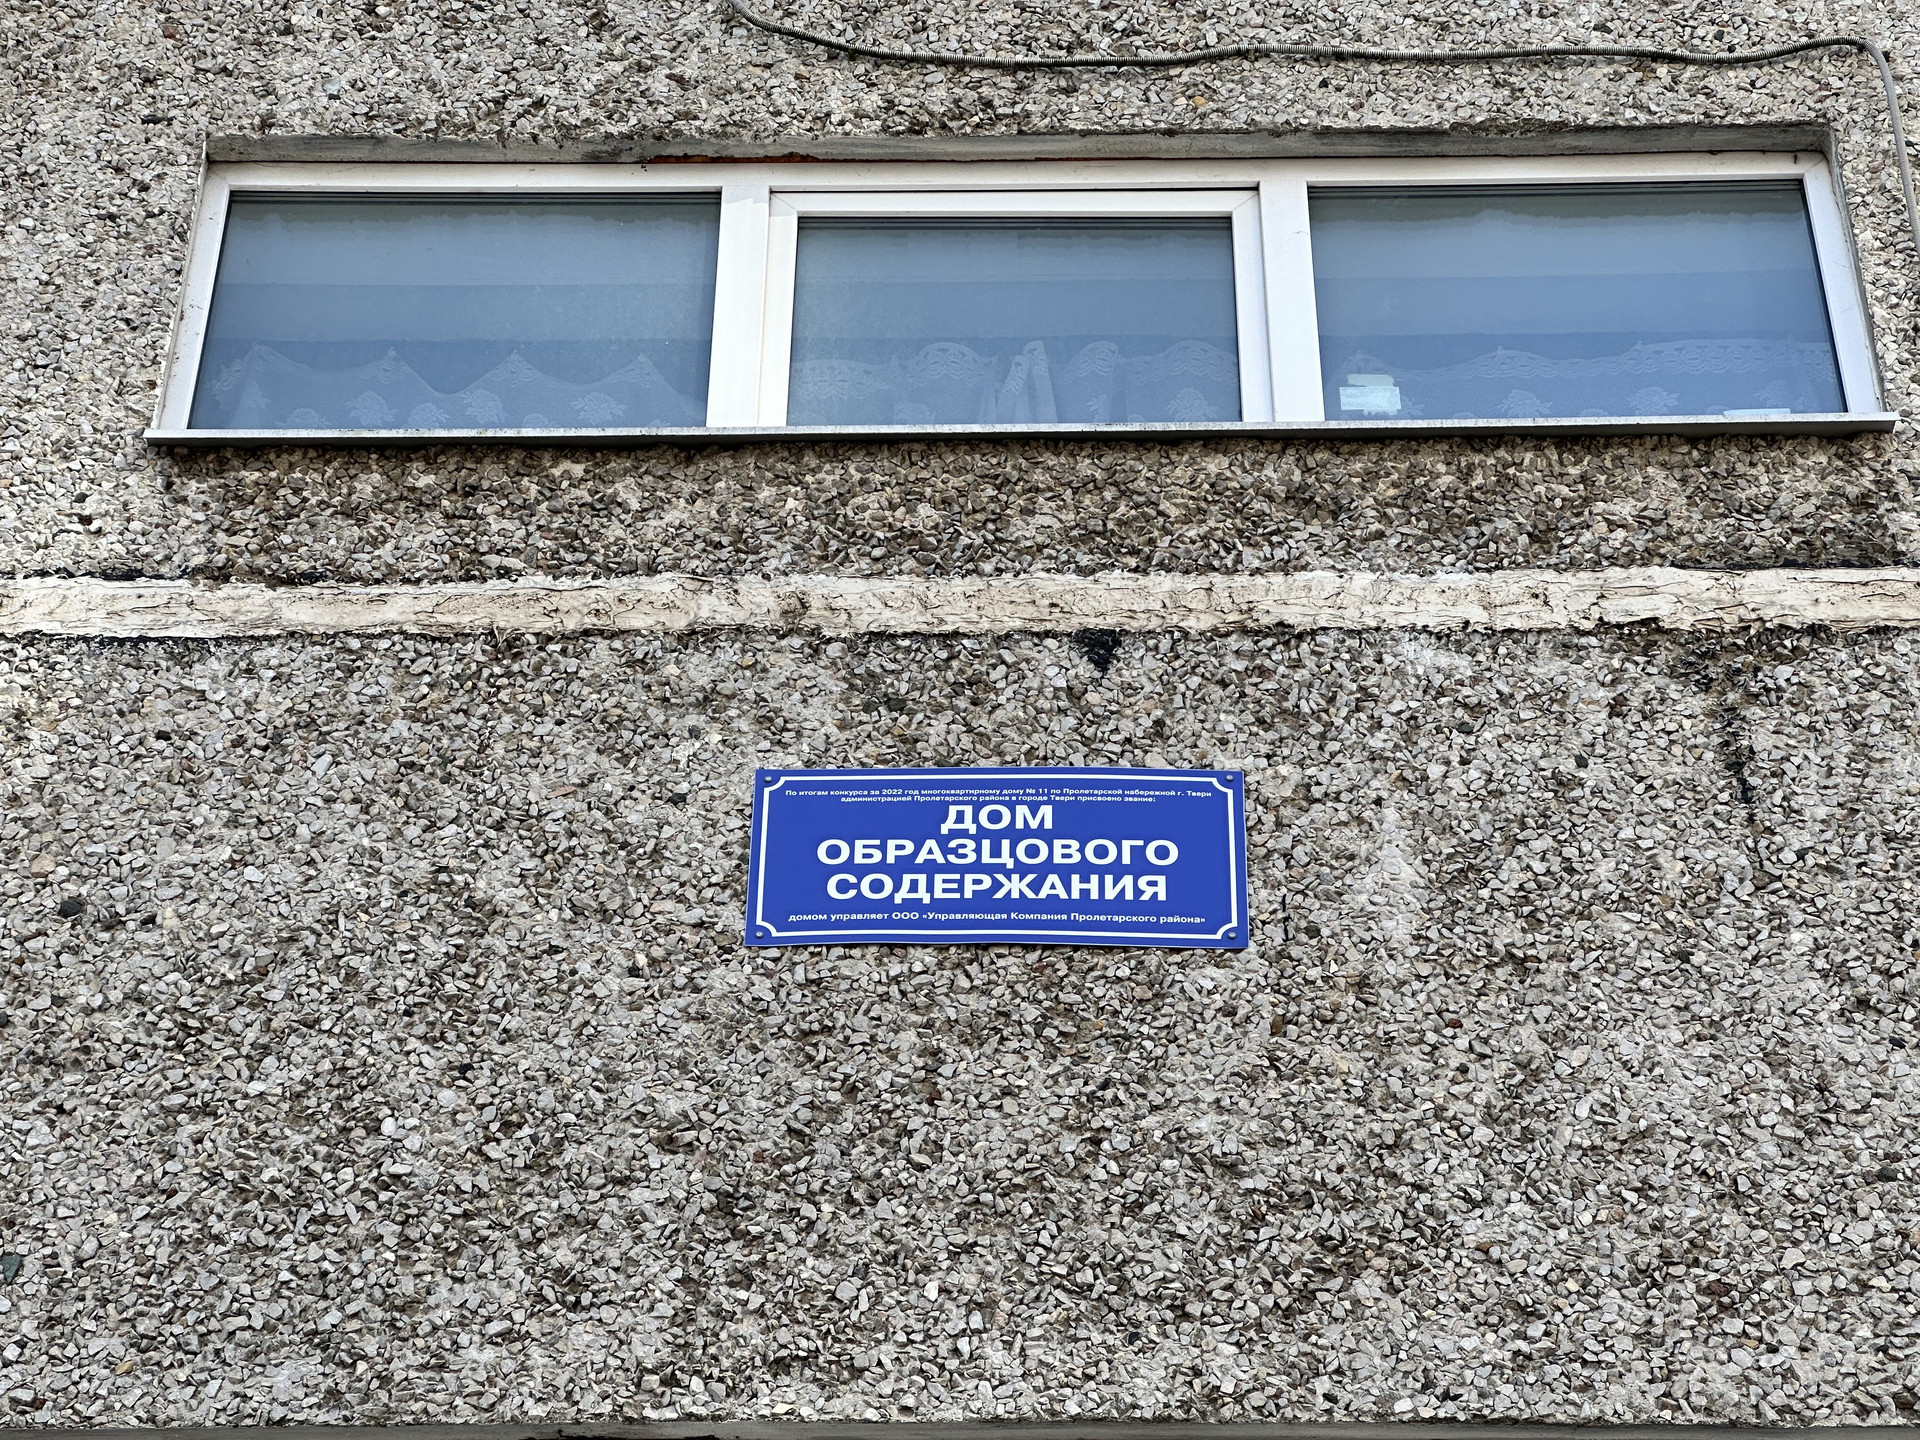 По итогам конкурса за 2022 год многоквартирному дому № 11 по Пролетарской набережной г. Твери
администрацией Пролетарского района в городе Твери присвоено звание:
ДОМ
ОБРАЗЦОВОГО
СОДЕРЖАНИЯ
домом управляет ООО «Управляющая Компания Пролетарского района»